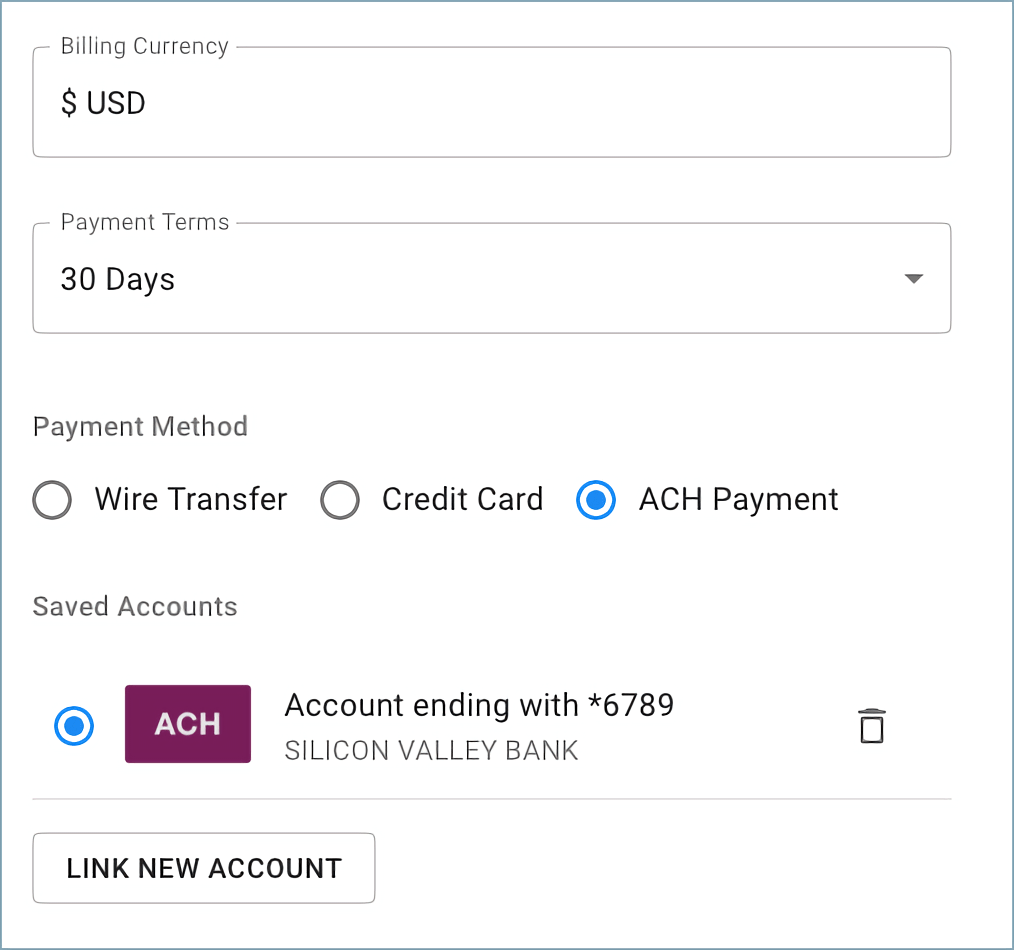 Billing Currency
$ USD
Payment Terms
30 Days
Payment Method
Wire Transfer Credit Card ACH Payment
Saved Accounts
ACH
Account ending with *6789
SILICON VALLEY BANK
LINK NEW ACCOUNT